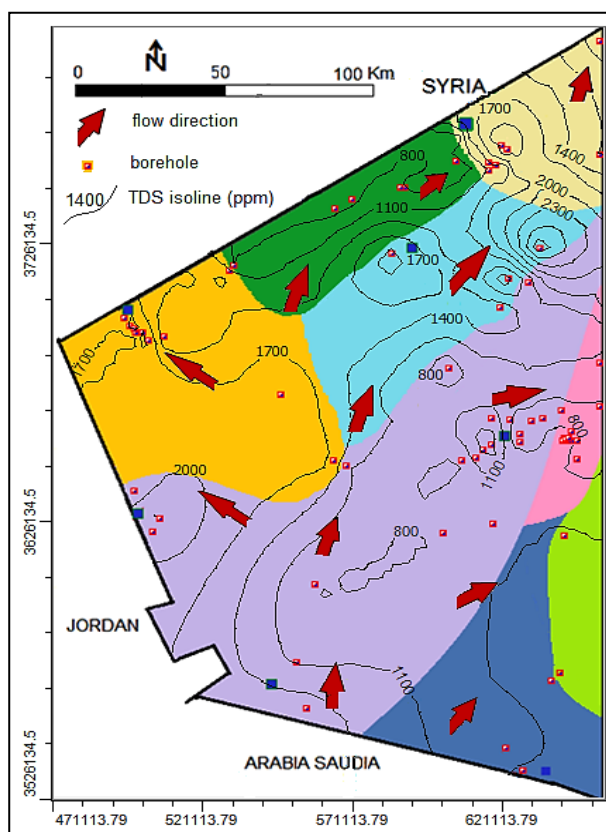 N
0 50 100 Km
SYRIA
flow direction
borehole
1400 TDS isoline (ppm)
1700
1400
2000
2300
800
1100
3726134.5
1700
1400
1700
1700
800
800
1100
2000
3626134.5
800
JORDAN
1100
ARABIA SAUDIA
3526134.5
471113.79 521113.79 571113.79 621113.79